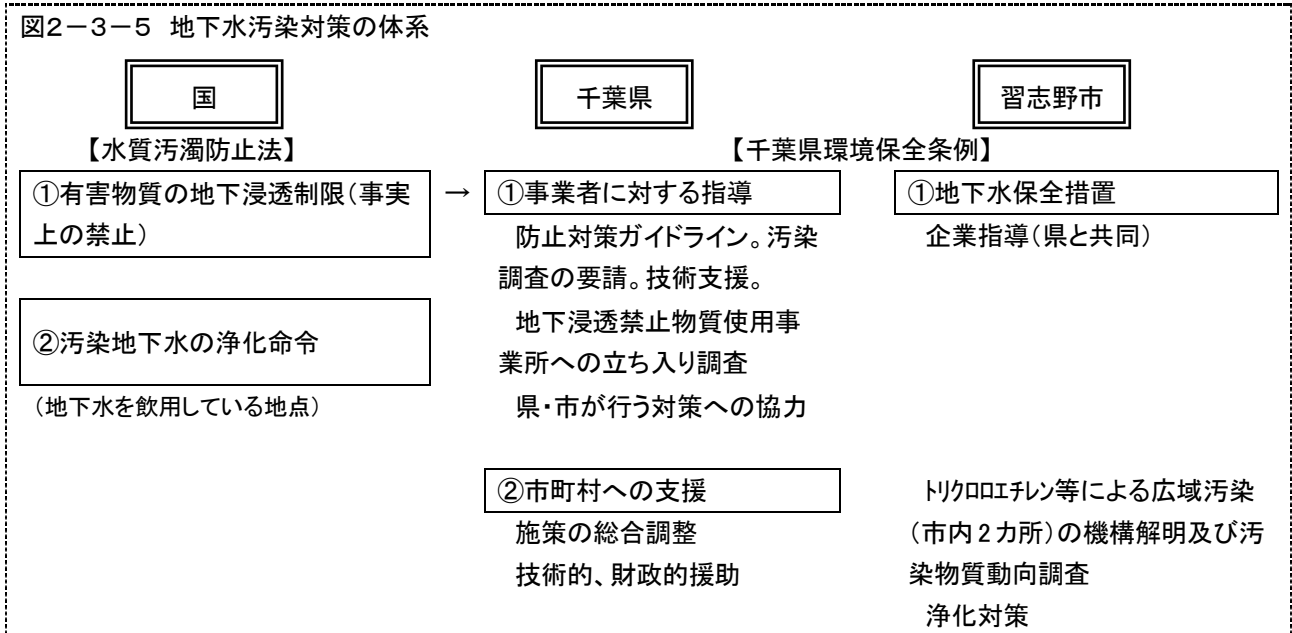 図2－3－5 地下水汚染対策の体系
国
千葉県
習志野市
【水質汚濁防止法】
【千葉県環境保全条例】
①有害物質の地下浸透制限（事実
上の禁止）
→
②汚染地下水の浄化命令
（地下水を飲用している地点）
①事業者に対する指導
防止対策ガイドライン。汚染
調査の要請。技術支援。
地下浸透禁止物質使用事
業所への立ち入り調査
県・市が行う対策への協力
②市町村への支援
施策の総合調整
技術的、財政的援助
①地下水保全措置
企業指導（県と共同）
ﾄﾘｸﾛﾛｴﾁﾚﾝ等による広域汚染
（市内２カ所）の機構解明及び汚
染物質動向調査
浄化対策